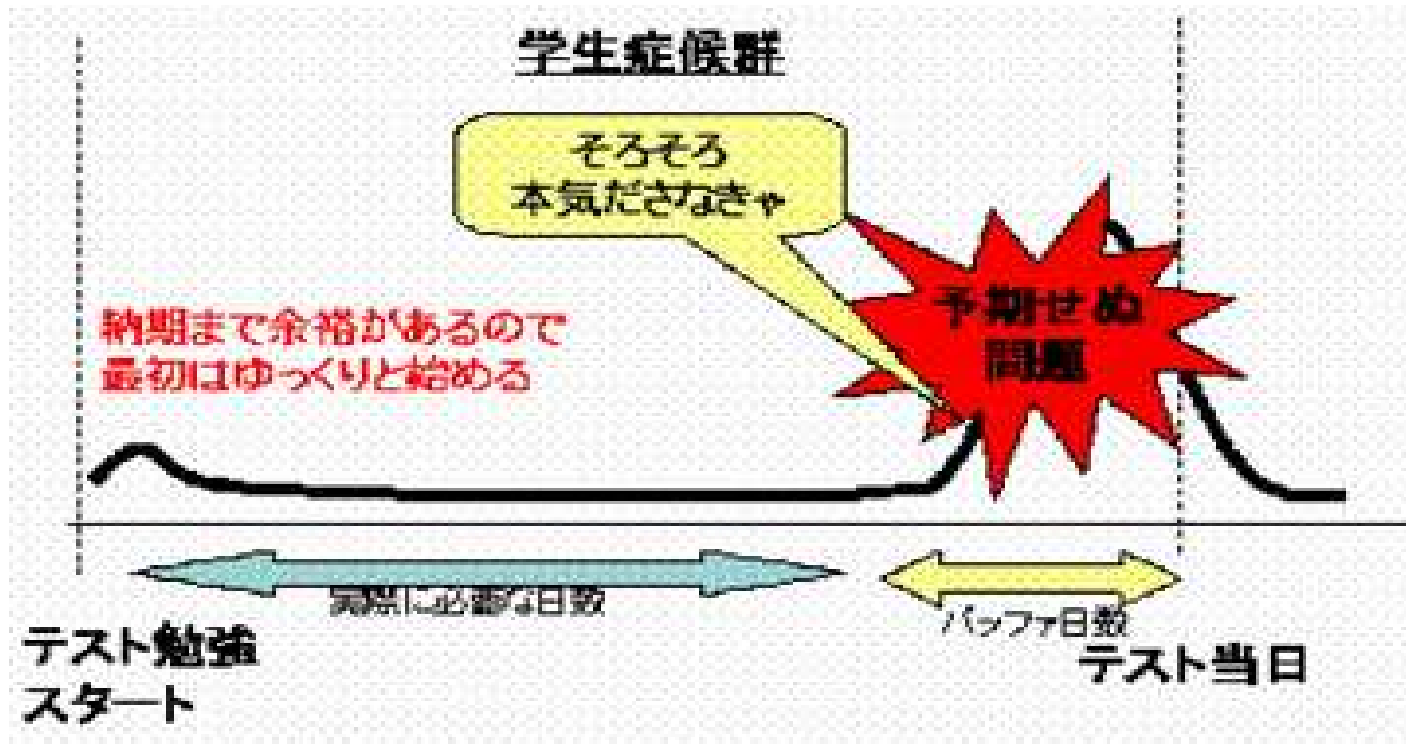 学生症候群
そろそろ
本気ださなきゃ
予期せぬ
問題
納期まで余裕があるので
最初はゆっくりと始める
実際に必要な日数
バッファ日数
テスト勉強
スタート
テスト当日